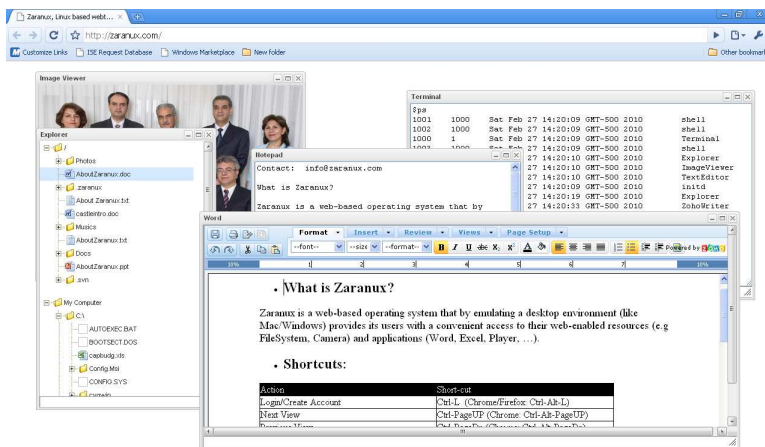 Zaranux, Linux based webt...
http://zaranux.com/
Customize Links
ISE Request Database
Windows Marketplace
New folder
Other bookmar
Image Viewer
Explorer
/
Photos
AboutZaranux.doc
.zaranux
About Zaranux.txt
castleintro.doc
Musics
AboutZaranux.txt
Docs
AboutZaranux.ppt
.svn
My Computer
C:\
AUTOEXEC.BAT
BOOTSECT.DOS
capbudg.xls
Config.Msi
CONFIG.SYS
cygwin
Notepad
Contact: info@zaranux.com
What is Zaranux?
Zaranux is a web-based operating system that by
Terminal
$ps
1001 1000 Sat Feb 27 14:20:09 GMT-500 2010 shell
1002 1000 Sat Feb 27 14:20:09 GMT-500 2010 shell
1000 1 Sat Feb 27 14:20:09 GMT-500 2010 Terminal
27 14:20:09 GMT-500 2010 shell
27 14:20:10 GMT-500 2010 Explorer
27 14:20:10 GMT-500 2010 ImageViewer
27 14:20:10 GMT-500 2010 TextEditor
27 14:20:09 GMT-500 2010 initd
27 14:20:19 GMT-500 2010 Explorer
27 14:20:33 GMT-500 2010 ZohoWriter
Word
Format Insert Review Views Page Setup
--font-- --size --format-- B I U abc X₂ X² A Powered by
10% 1 2 3 4 5 6 7 10%
• What is Zaranux?
Zaranux is a web-based operating system that by emulating a desktop environment (like
Mac/Windows) provides its users with a convenient access to their web-enabled resources (e.g
FileSystem, Camera) and applications (Word, Excel, Player, …).
• Shortcuts:
Action Short-cut
Login/Create Account Ctrl-L (Chrome/Firefox: Ctrl-Alt-L)
Next View Ctrl-PageUP (Chrome: Ctrl-Alt-PageUP)